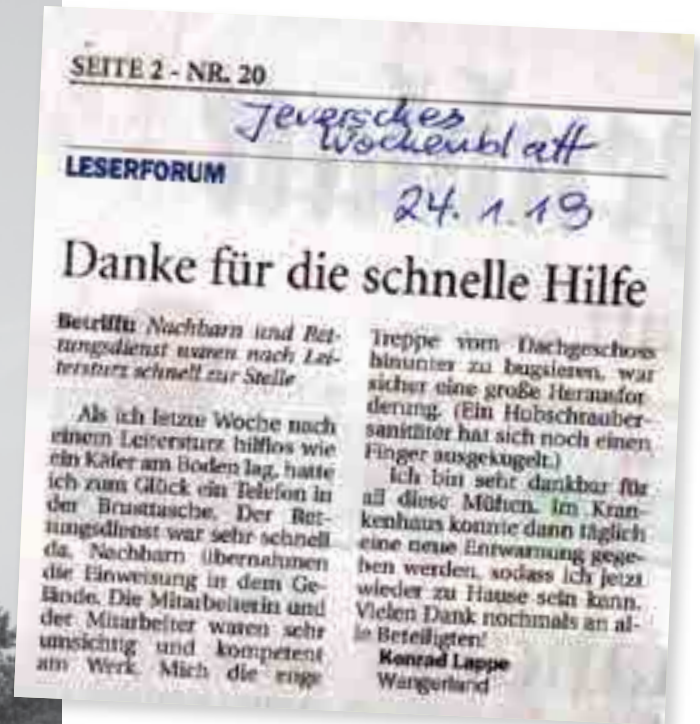 SEITE 2 - NR. 20
Jeversches
Wochenblatt
LESERFORUM
24.1.19
Danke für die schnelle Hilfe
Betrifft: Nachbarn und Ret-
tungsdienst waren nach Lei-
tersturz schnell zur Stelle
Als ich letzte Woche nach
einem Leitersturz hilflos wie
ein Käfer am Boden lag, hatte
ich zum Glück ein Telefon in
der Brusttasche. Der Ret-
tungsdienst war sehr schnell
da. Nachbarn übernahmen
die Einweisung in dem Ge-
lände. Die Mitarbeiterin und
der Mitarbeiter waren sehr
umsichtig und kompetent
am Werk. Mich die enge
Treppe vom Dachgeschoss
hinunter zu bugsieren, war
sicher eine große Herausfor-
derung. (Ein Hubschrauber-
sanitäter hat sich noch einen
Finger ausgekugelt.)
Ich bin sehr dankbar für
all diese Mühen. Im Kran-
kenhaus konnte dann täglich
eine neue Entwarnung gege-
ben werden, sodass ich jetzt
wieder zu Hause sein kann.
Vielen Dank nochmals an al-
le Beteiligten!
Konrad Lappe
Wangerland